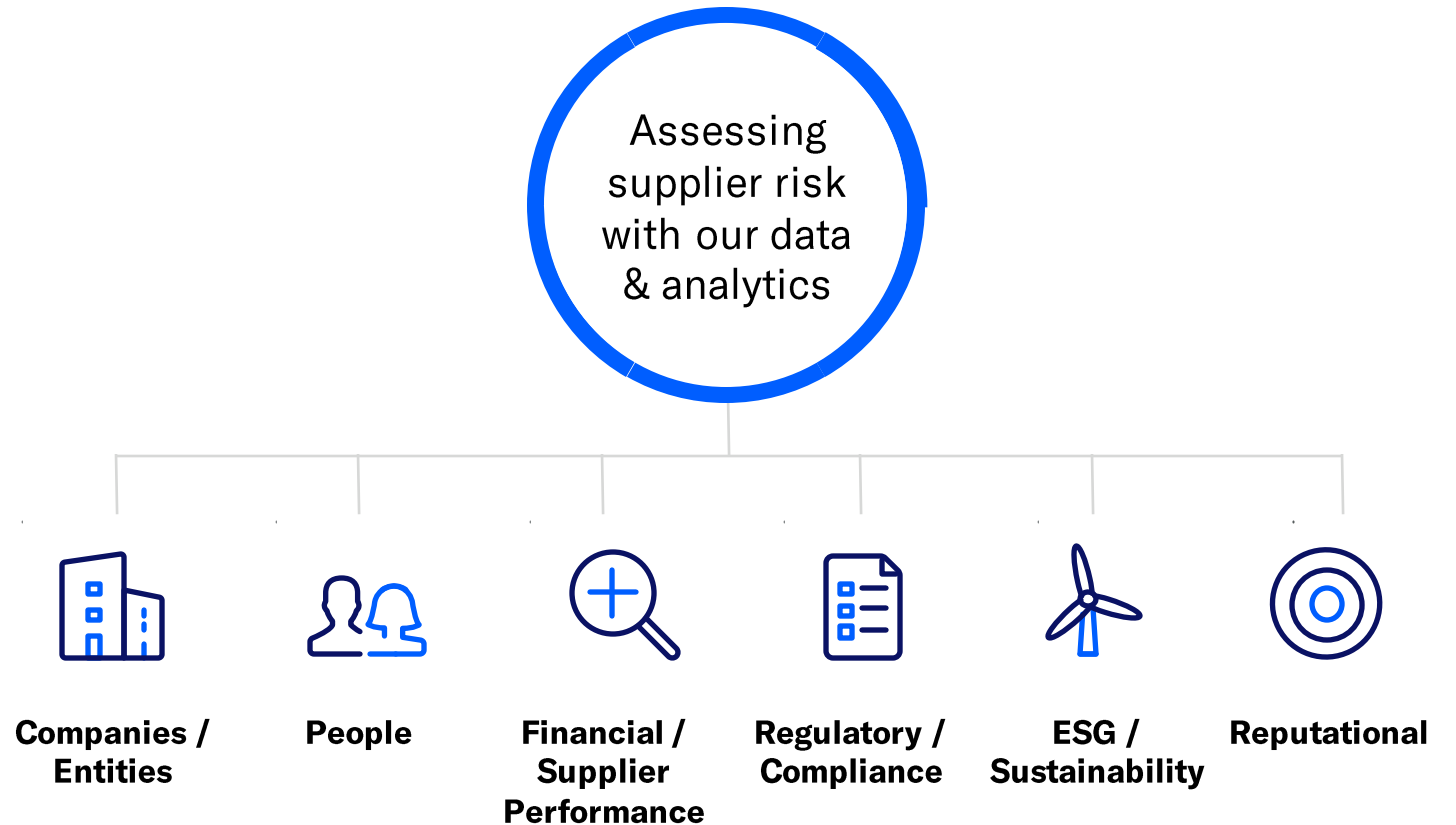 Assessing
supplier risk
with our data
& analytics
Companies /
Entities
People
Financial /
Supplier
Performance
Regulatory /
Compliance
ESG /
Sustainability
Reputational